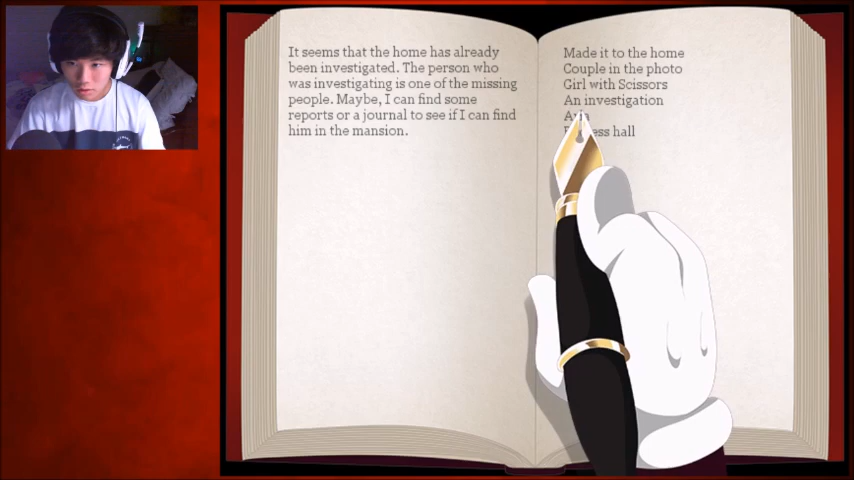 It seems that the home has already
been investigated. The person who
was investigating is one of the missing
people. Maybe, I can find some
reports or a journal to see if I can find
him in the mansion.
Made it to the home
Couple in the photo
Girl with Scissors
An investigation
hall